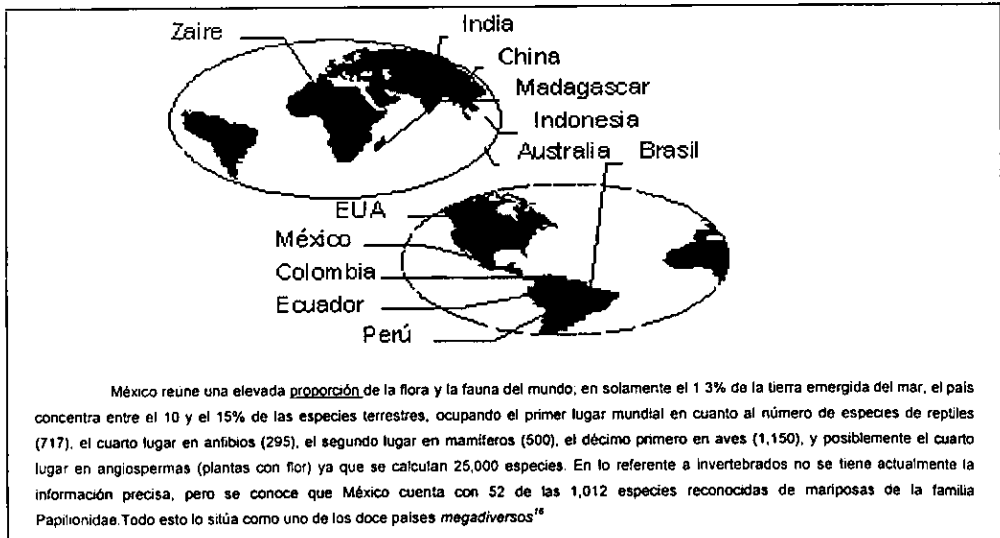 Zaire
India
China
Madagascar
Indonesia
Australia
Brasil
EUA
México
Colombia
Ecuador
Perú
México reúne una elevada proporción de la flora y la fauna del mundo; en solamente el 1 3% de la tierra emergida del mar, el país
concentra entre el 10 y el 15% de las especies terrestres, ocupando el primer lugar mundial en cuanto al número de especies de reptiles
(717), el cuarto lugar en anfibios (295), el segundo lugar en mamíferos (500), el décimo primero en aves (1,150), y posiblemente el cuarto
lugar en angiospermas (plantas con flor) ya que se calculan 25,000 especies. En lo referente a invertebrados no se tiene actualmente la
información precisa, pero se conoce que México cuenta con 52 de las 1,012 especies reconocidas de mariposas de la familia
Papilionidae.Todo esto lo sitúa como uno de los doce países megadiversos